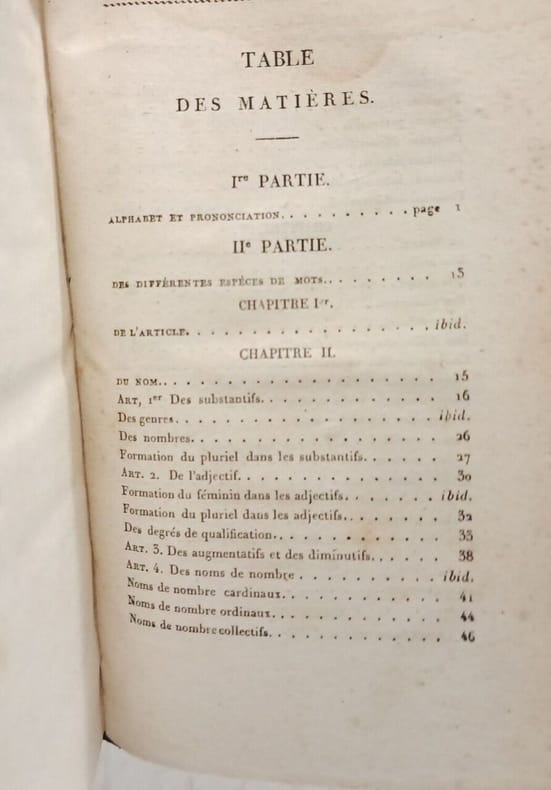 TABLE
DES MATIÈRES.
Ire PARTIE.
ALPHABET ET PRONONCIATION. . . . . . . . . . page 1
IIe PARTIE.
DES DIFFÉRENTES ESPÈCES DE MOTS. . . . . . . . . 13
CHAPITRE Ier.
DE L'ARTICLE. . . . . . . . . . . . . . . . . . ibid.
CHAPITRE II.
DU NOM. . . . . . . . . . . . . . . . . . . . 15
ART, 1er Des substantifs. . . . . . . . . . . . . 16
Des genres. . . . . . . . . . . . . . . . . . . ibid.
Des nombres. . . . . . . . . . . . . . . . . . 26
Formation du pluriel dans les substantifs. . . . . . 27
ART. 2. De l'adjectif. . . . . . . . . . . . . . . 30
Formation du féminin dans les adjectifs. . . . . . . ibid.
Formation du pluriel dans les adjectifs. . . . . . . 32
Des degrés de qualification. . . . . . . . . . . . 33
ART. 3. Des augmentatifs et des diminutifs. . . . . . 38
ART. 4. Des noms de nombre . . . . . . . . . . ibid.
Noms de nombre cardinaux. . . . . . . . . . . . 41
Noms de nombre ordinaux. . . . . . . . . . . . . 44
Noms de nombre collectifs. . . . . . . . . . . . . 46